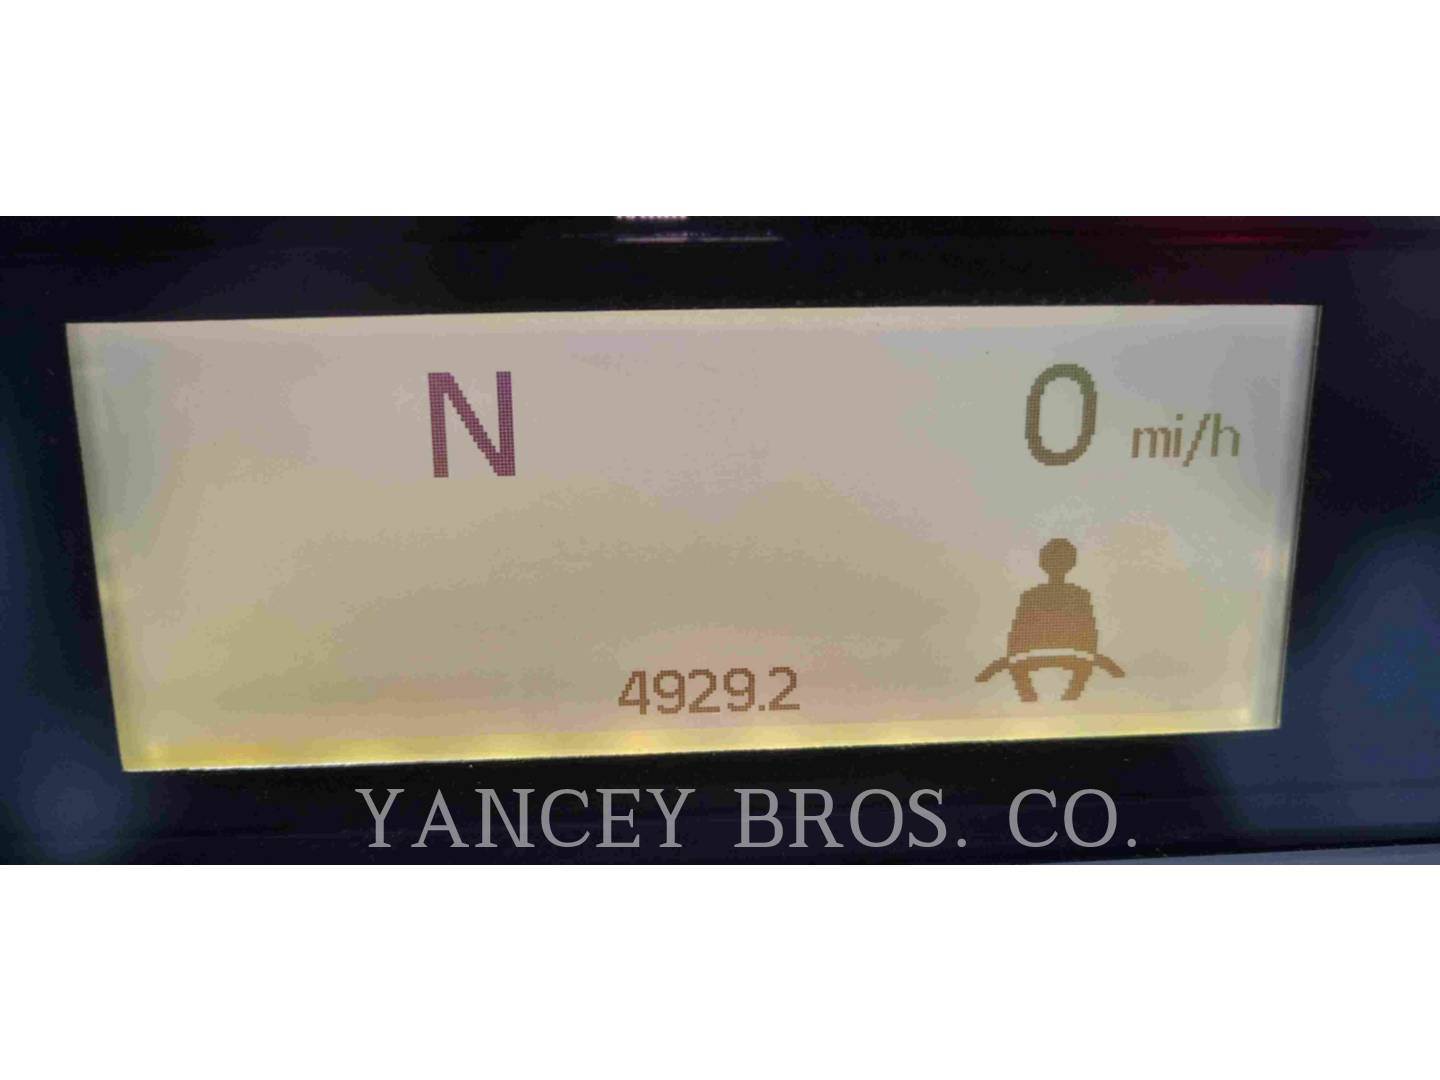 N 0 mi/h
4929.2
YANCEY BROS. CO.